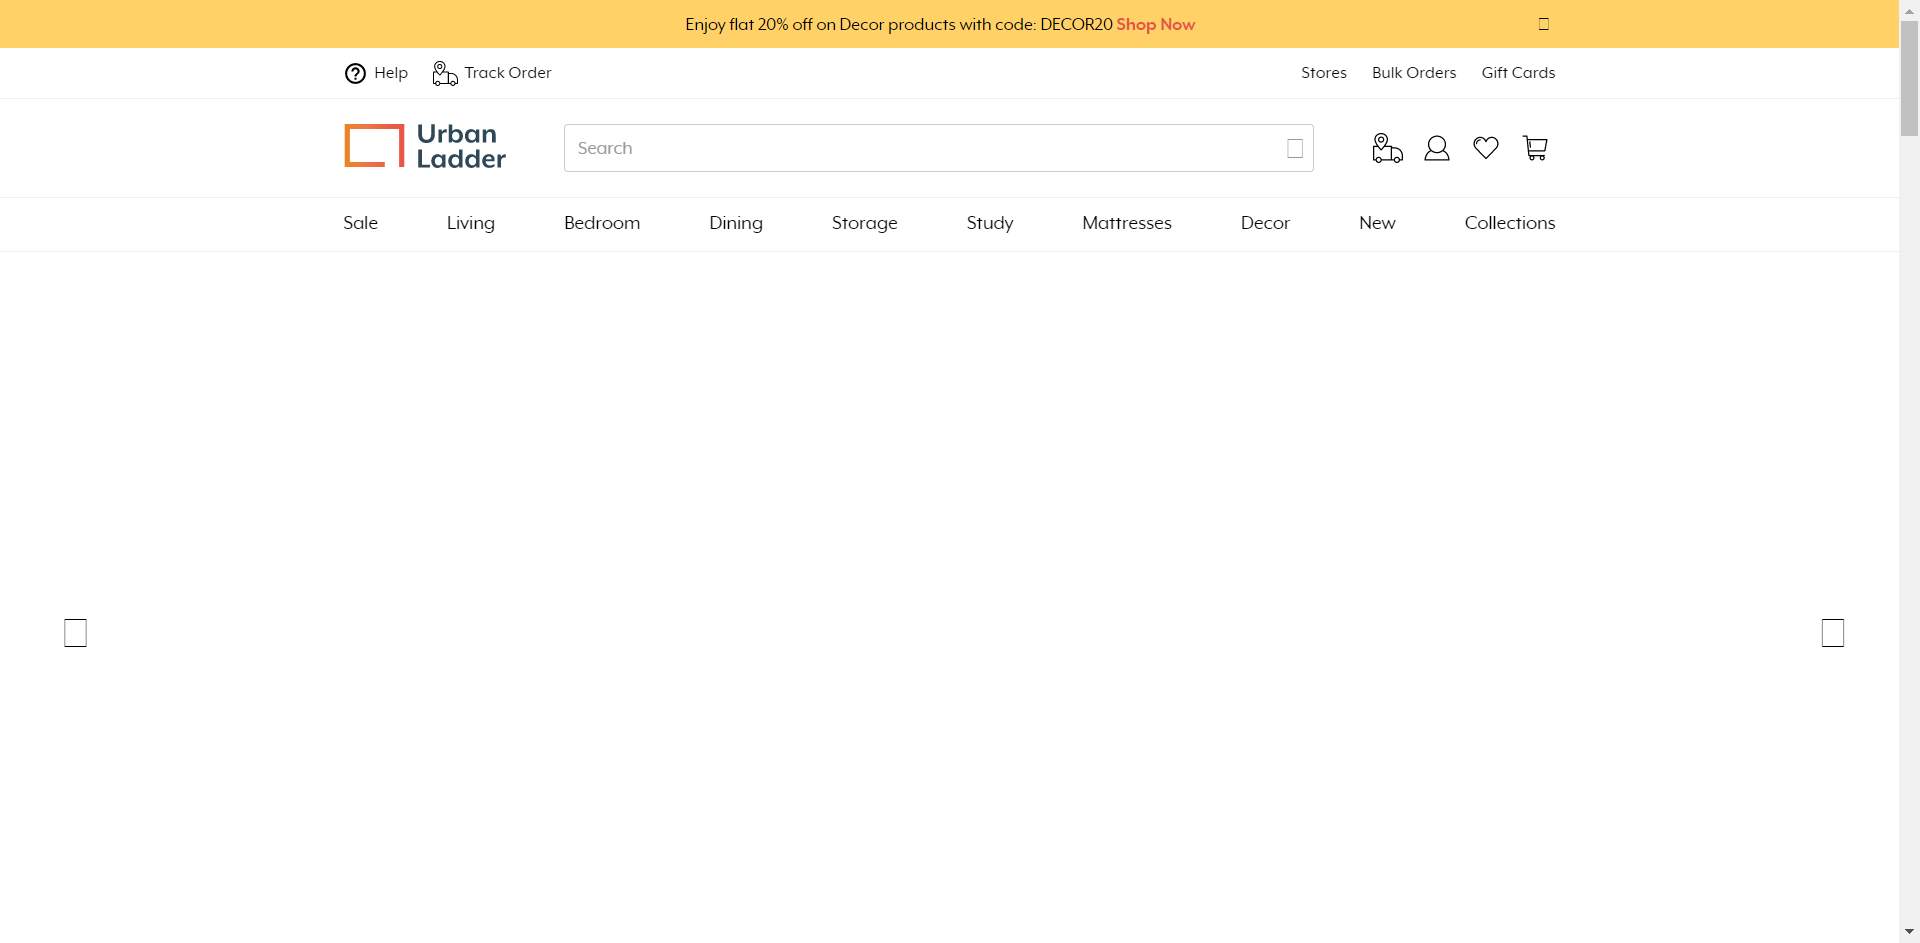 Enjoy flat 20% off on Decor products with code: DECOR20 Shop Now
Help Track Order Stores Bulk Orders Gift Cards
Urban
Ladder
Search
Sale Living Bedroom Dining Storage Study Mattresses Decor New Collections